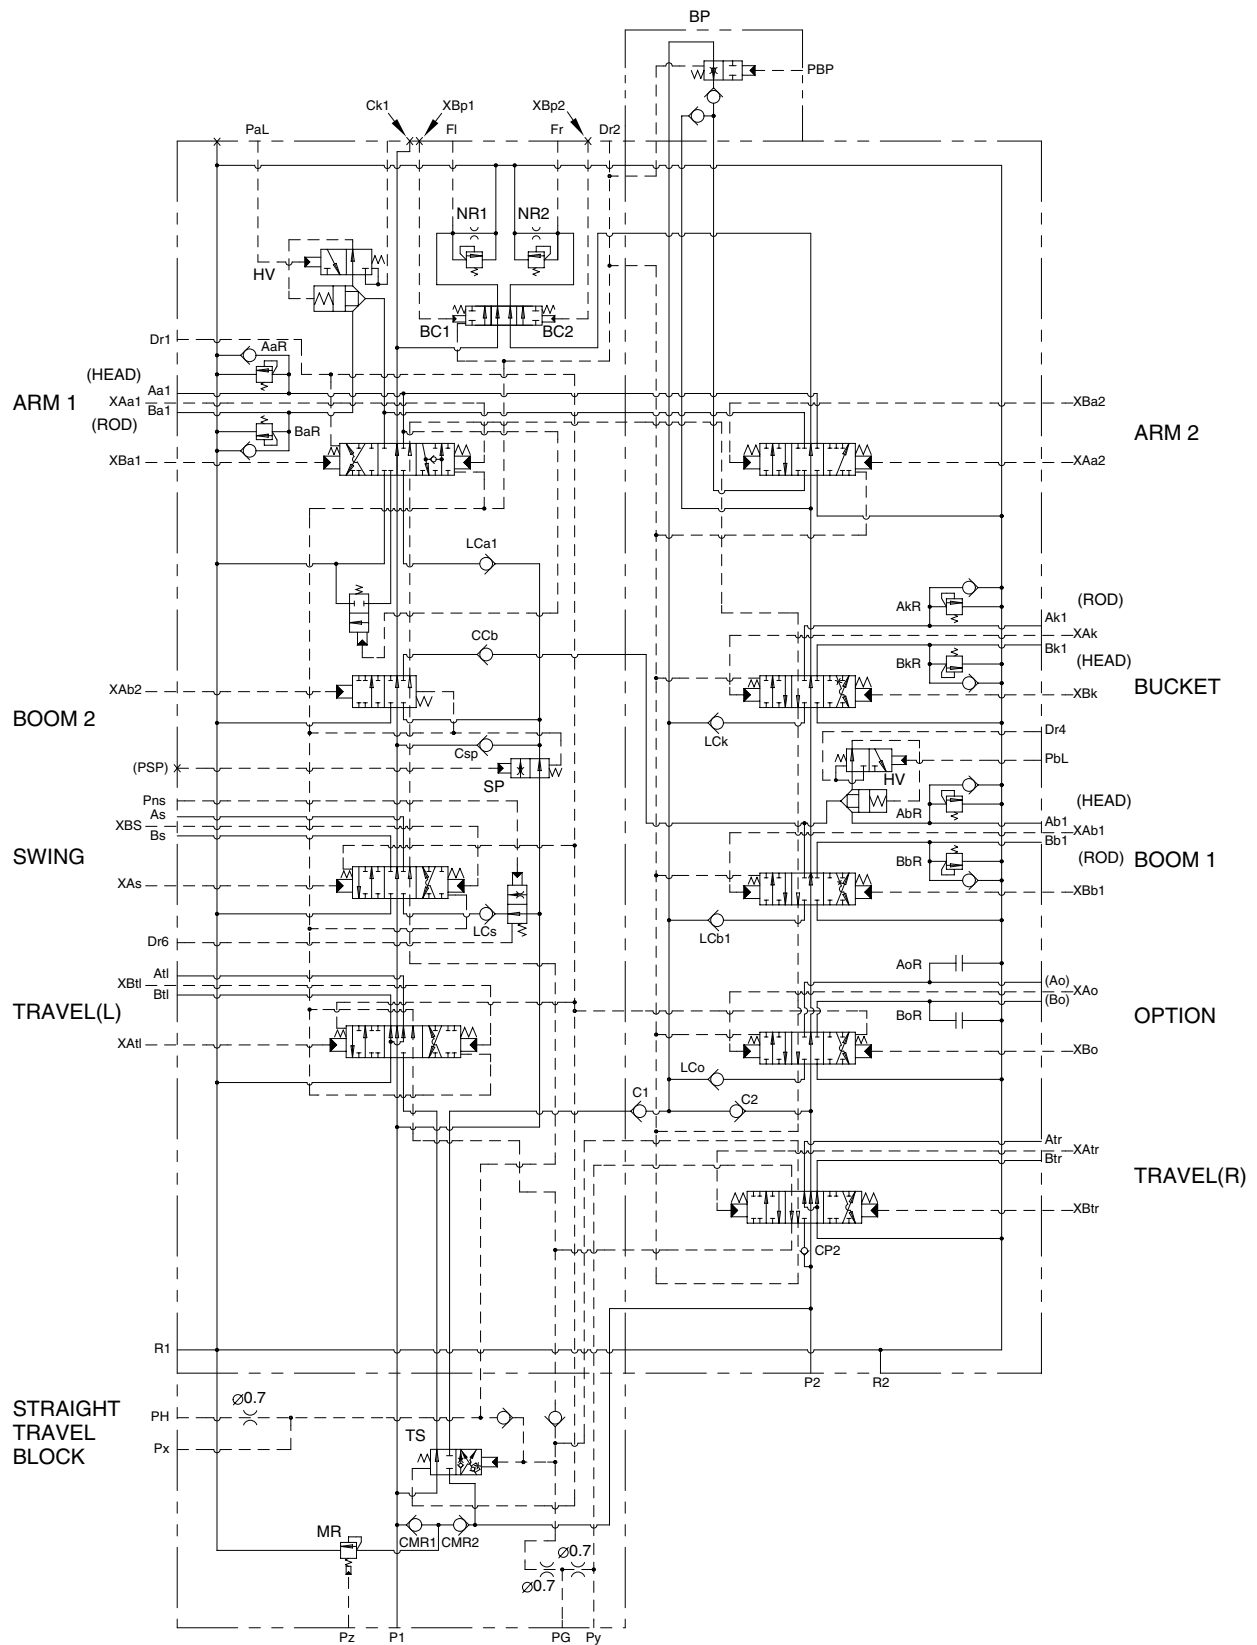 BP
PBP
Ck1
XBp1
XBp2
PaL
Fl
Fr
Dr2
NR1
NR2
HV
BC1
BC2
Dr1
AaR
(HEAD)
Aa1
ARM 1
XAa1
Ba1
(ROD)
BaR
XBa1
XBa2
ARM 2
XAa2
LCa1
AkR
(ROD)
Ak1
XAk
Bk1
CCb
BkR
(HEAD)
XAb2
XBk
BUCKET
BOOM 2
LCk
Dr4
Csp
(PSP)
SP
PbL
HV
Pns
As
XBS
Bs
(HEAD)
AbR
Ab1
XAb1
Bb1
SWING
BbR
(ROD)
BOOM 1
XAs
XBb1
LCs
LCb1
Dr6
AoR
Atl
XBtl
Btl
(Ao)
XAo
(Bo)
TRAVEL(L)
BoR
OPTION
XAtl
XBo
LCo
C1
C2
Atr
XAtr
Btr
TRAVEL(R)
XBtr
CP2
R1
P2
R2
STRAIGHT
TRAVEL
BLOCK
⌀0.7
PH
Px
TS
MR
CMR1
CMR2
⌀0.7
⌀0.7
Pz
P1
PG
Py